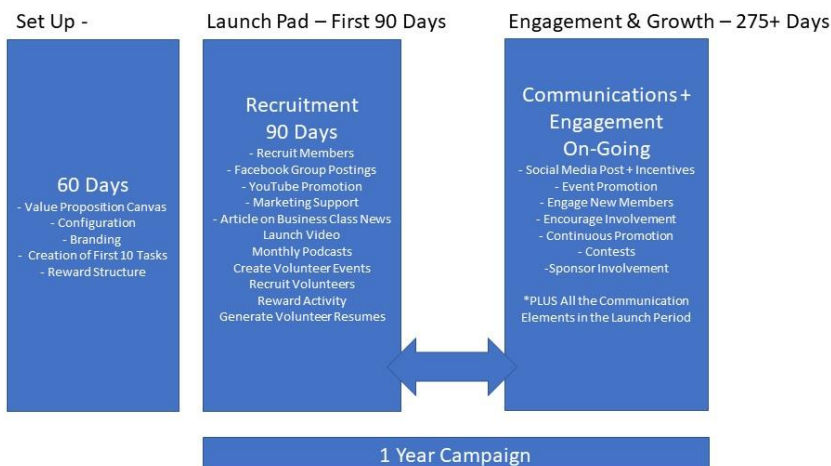 Set Up -
60 Days
- Value Proposition Canvas
- Configuration
- Branding
- Creation of First 10 Tasks
- Reward Structure
Launch Pad – First 90 Days
Recruitment
90 Days
- Recruit Members
- Facebook Group Postings
- YouTube Promotion
- Marketing Support
- Article on Business Class News
Launch Video
Monthly Podcasts
Create Volunteer Events
Recruit Volunteers
Reward Activity
Generate Volunteer Resumes
Engagement & Growth – 275+ Days
Communications +
Engagement
On-Going
- Social Media Post + Incentives
- Event Promotion
- Engage New Members
- Encourage Involvement
- Continuous Promotion
- Contests
-Sponsor Involvement
*PLUS All the Communication
Elements in the Launch Period
1 Year Campaign